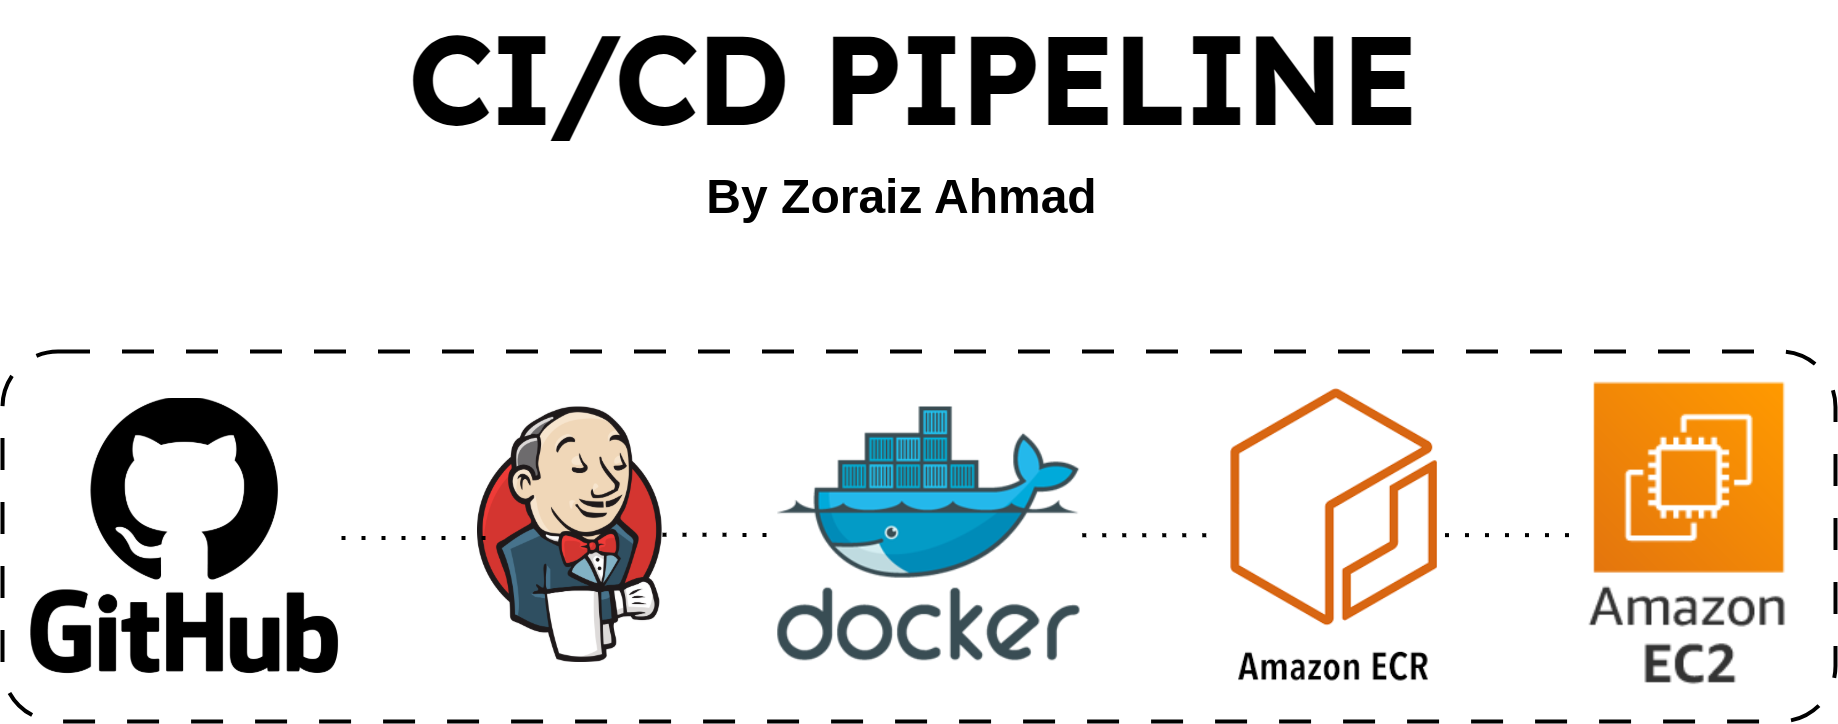 CI/CD PIPELINE
By Zoraiz Ahmad
GitHub
docker
Amazon ECR
Amazon
EC2